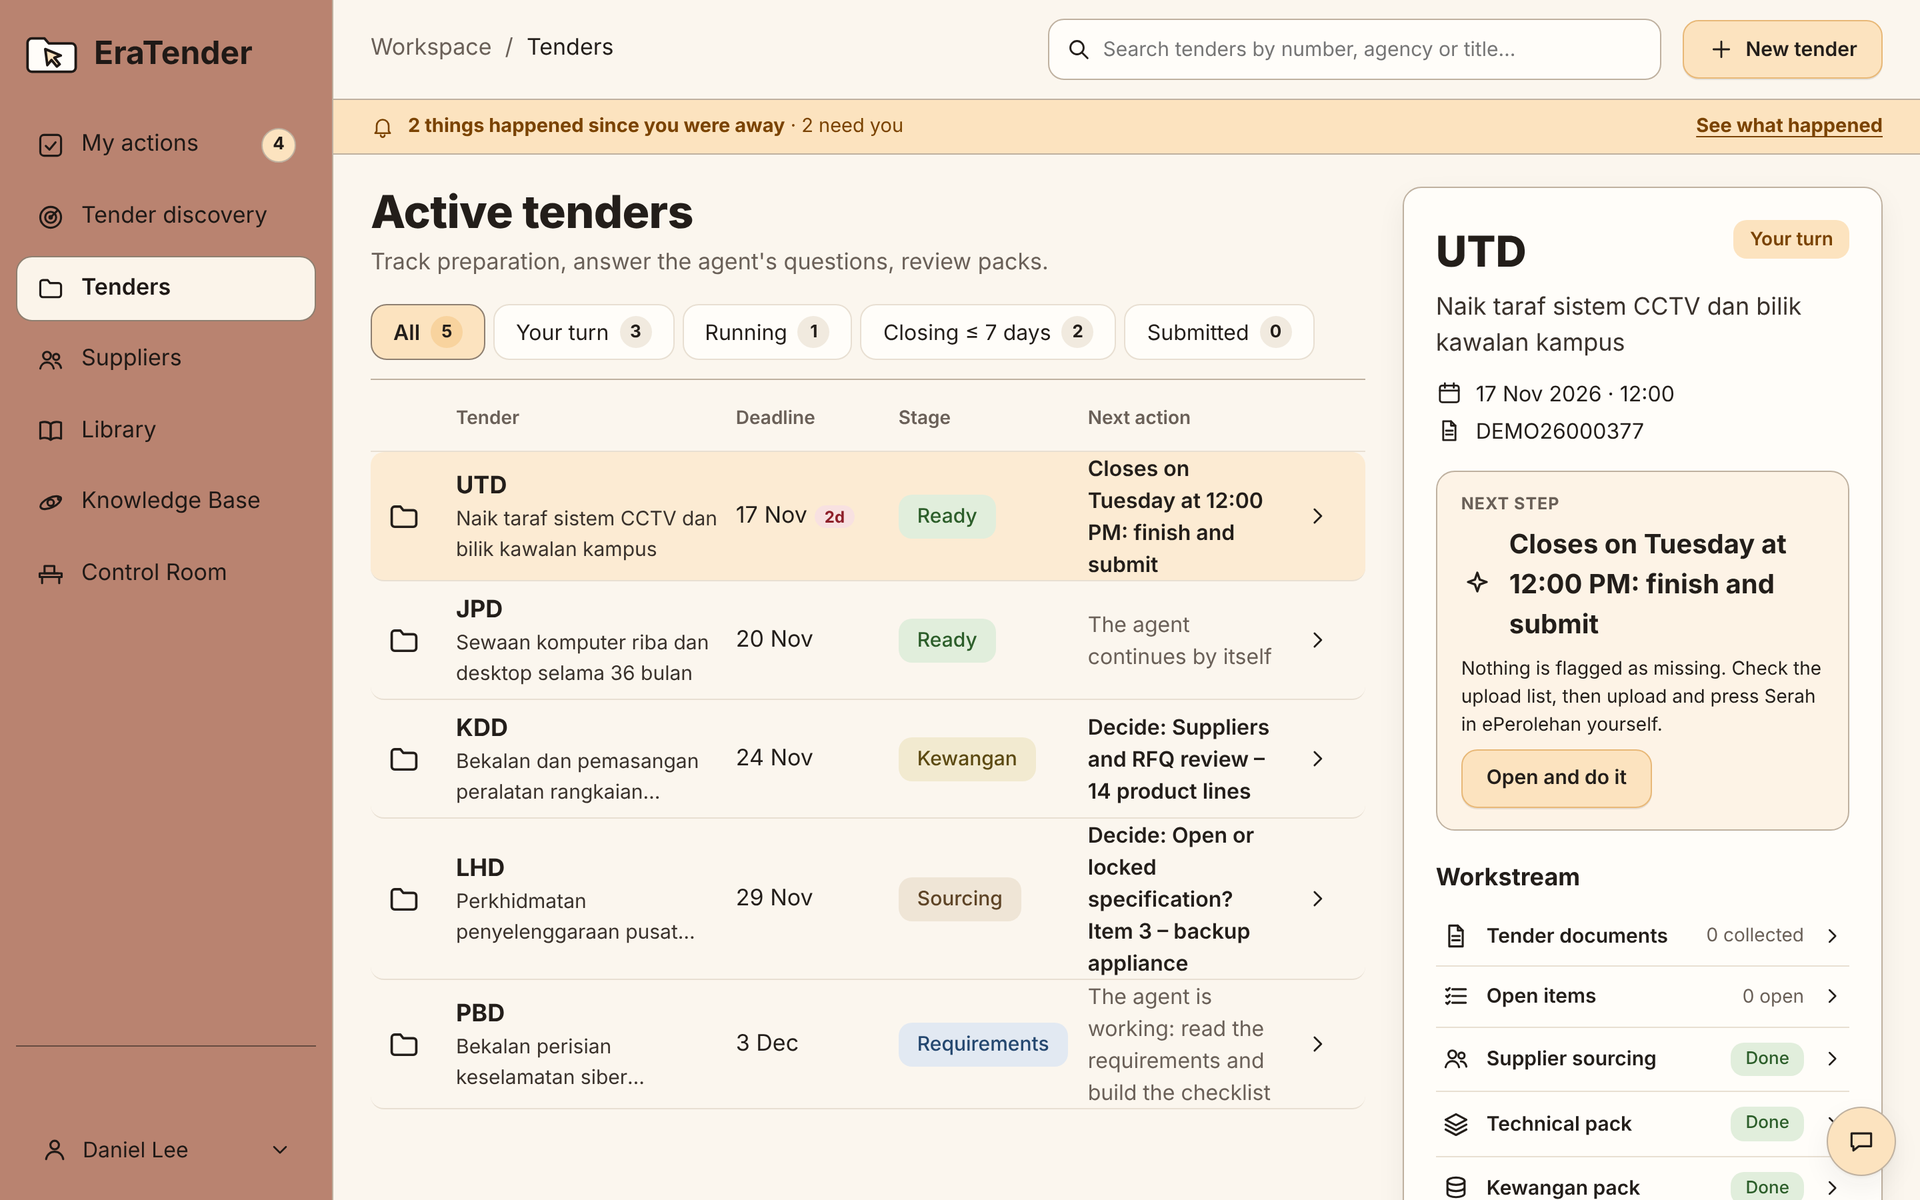 EraTender
My actions 4
Tender discovery
Tenders
Suppliers
Library
Knowledge Base
Control Room
Daniel Lee
Workspace / Tenders
Search tenders by number, agency or title...
New tender
2 things happened since you were away · 2 need you
See what happened
Active tenders
Track preparation, answer the agent's questions, review packs.
All 5
Your turn 3
Running 1
Closing ≤ 7 days 2
Submitted 0
Tender Deadline Stage Next action
UTD
Naik taraf sistem CCTV dan
bilik kawalan kampus
17 Nov 2d
Ready
Closes on
Tuesday at 12:00
PM: finish and
submit
JPD
Sewaan komputer riba dan
desktop selama 36 bulan
20 Nov
Ready
The agent
continues by itself
KDD
Bekalan dan pemasangan
peralatan rangkaian...
24 Nov
Kewangan
Decide: Suppliers
and RFQ review –
14 product lines
LHD
Perkhidmatan
penyelenggaraan pusat...
29 Nov
Sourcing
Decide: Open or
locked
specification?
Item 3 – backup
appliance
PBD
Bekalan perisian
keselamatan siber...
3 Dec
Requirements
The agent is
working: read the
requirements and
build the checklist
UTD
Your turn
Naik taraf sistem CCTV dan bilik
kawalan kampus
17 Nov 2026 · 12:00
DEMO26000377
NEXT STEP
Closes on Tuesday at
12:00 PM: finish and
submit
Nothing is flagged as missing. Check the
upload list, then upload and press Serah
in ePerolehan yourself.
Open and do it
Workstream
Tender documents 0 collected
Open items 0 open
Supplier sourcing Done
Technical pack Done
Kewangan pack Done